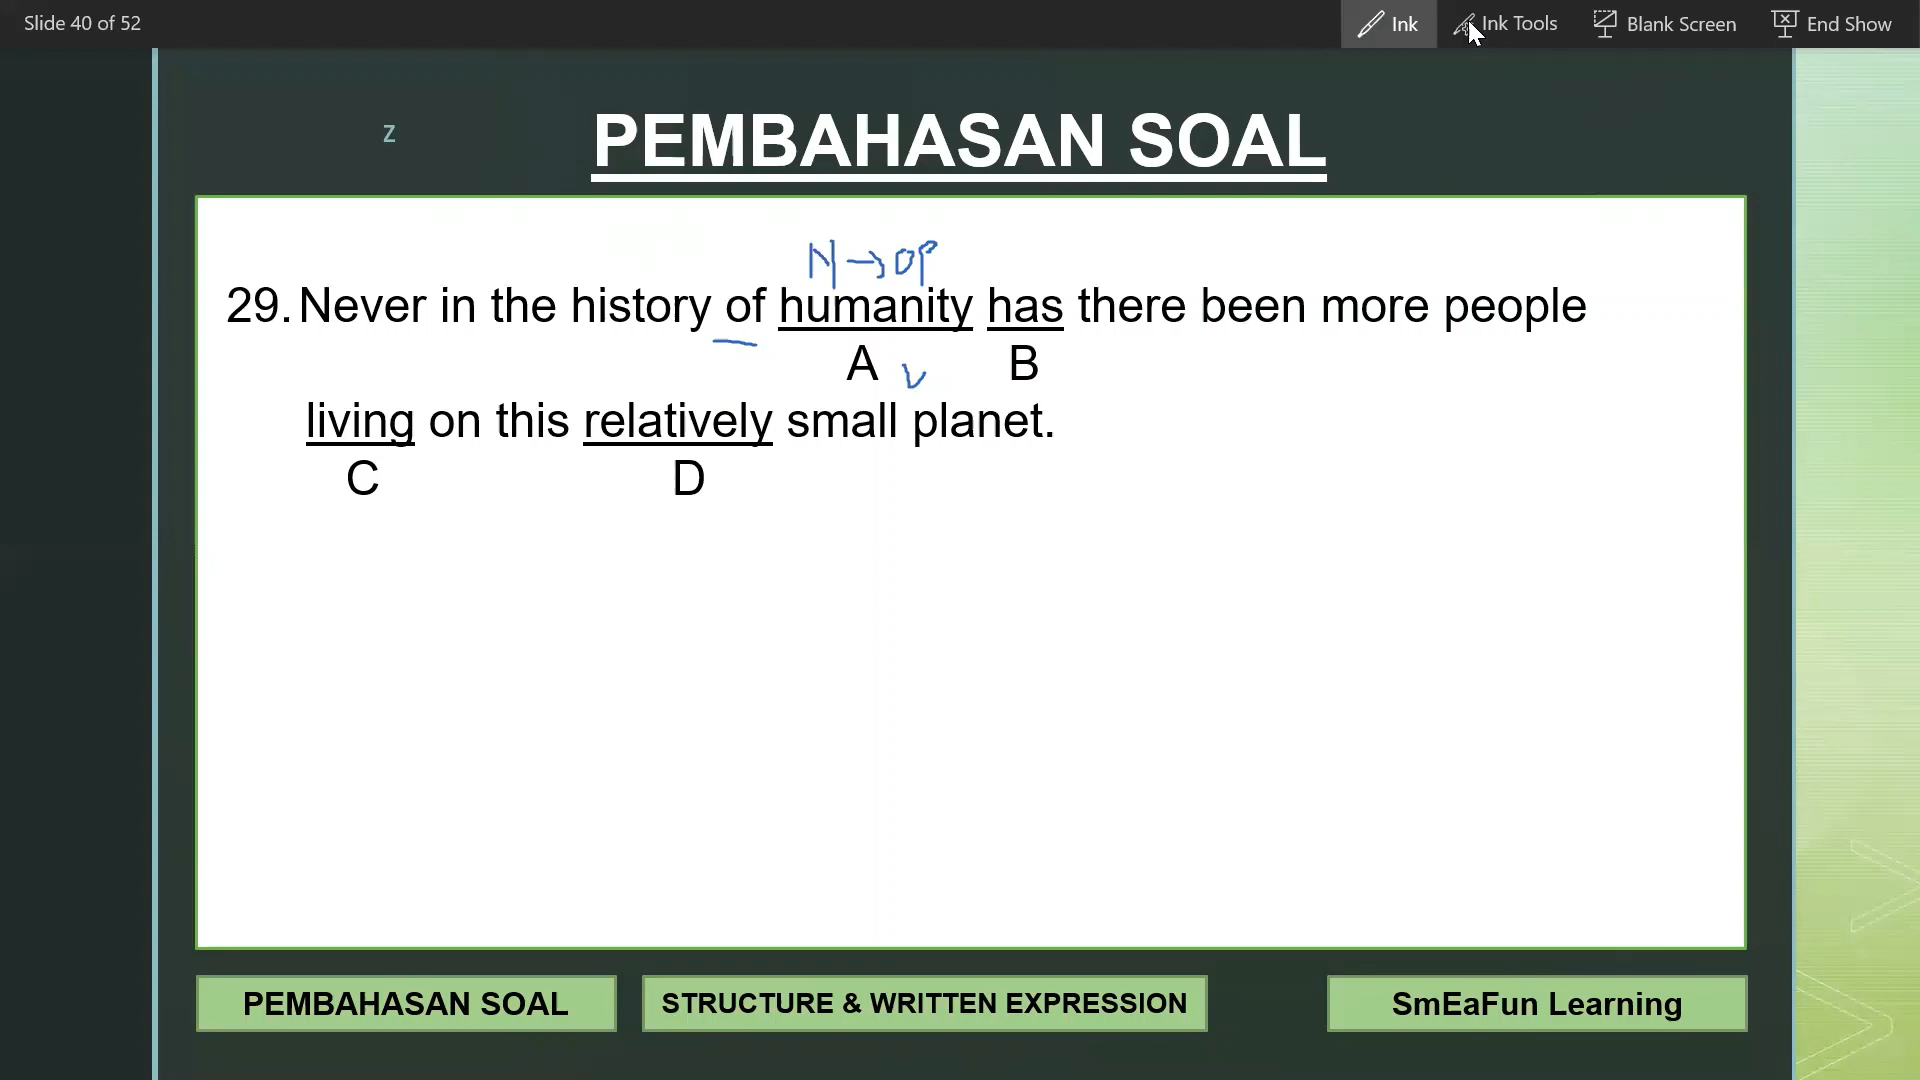 Slide 40 of 52
Ink
Ink Tools
Blank Screen
End Show
z
PEMBAHASAN SOAL
N → OP
29. Never in the history of humanity has there been more people
A B
living on this relatively small planet.
C D
PEMBAHASAN SOAL
STRUCTURE & WRITTEN EXPRESSION
SmEaFun Learning